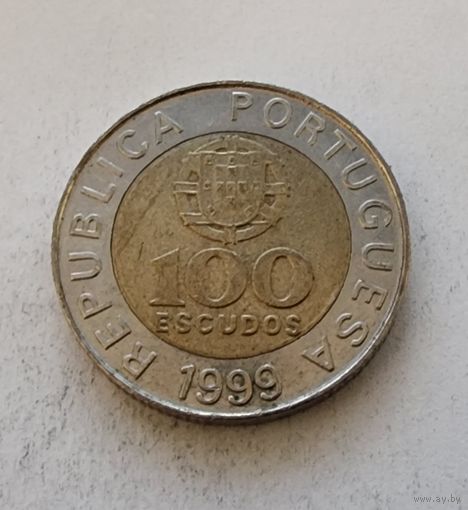 REPUBLICA PORTUGUESA
100
ESCUDOS
1999
www.ay.by